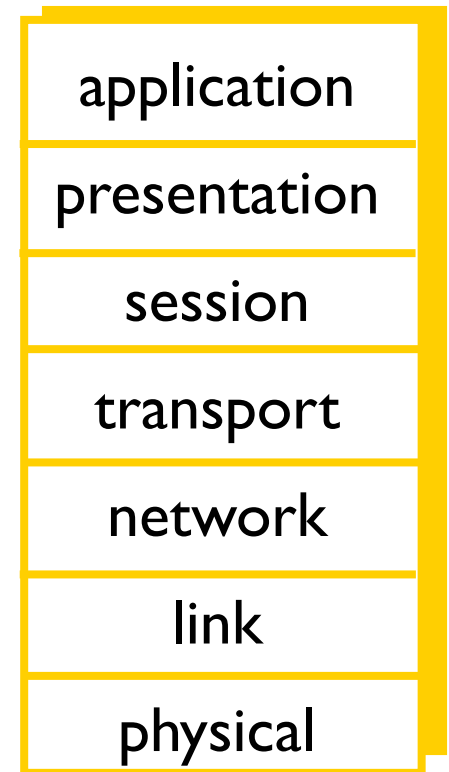 application
presentation
session
transport
network
link
physical